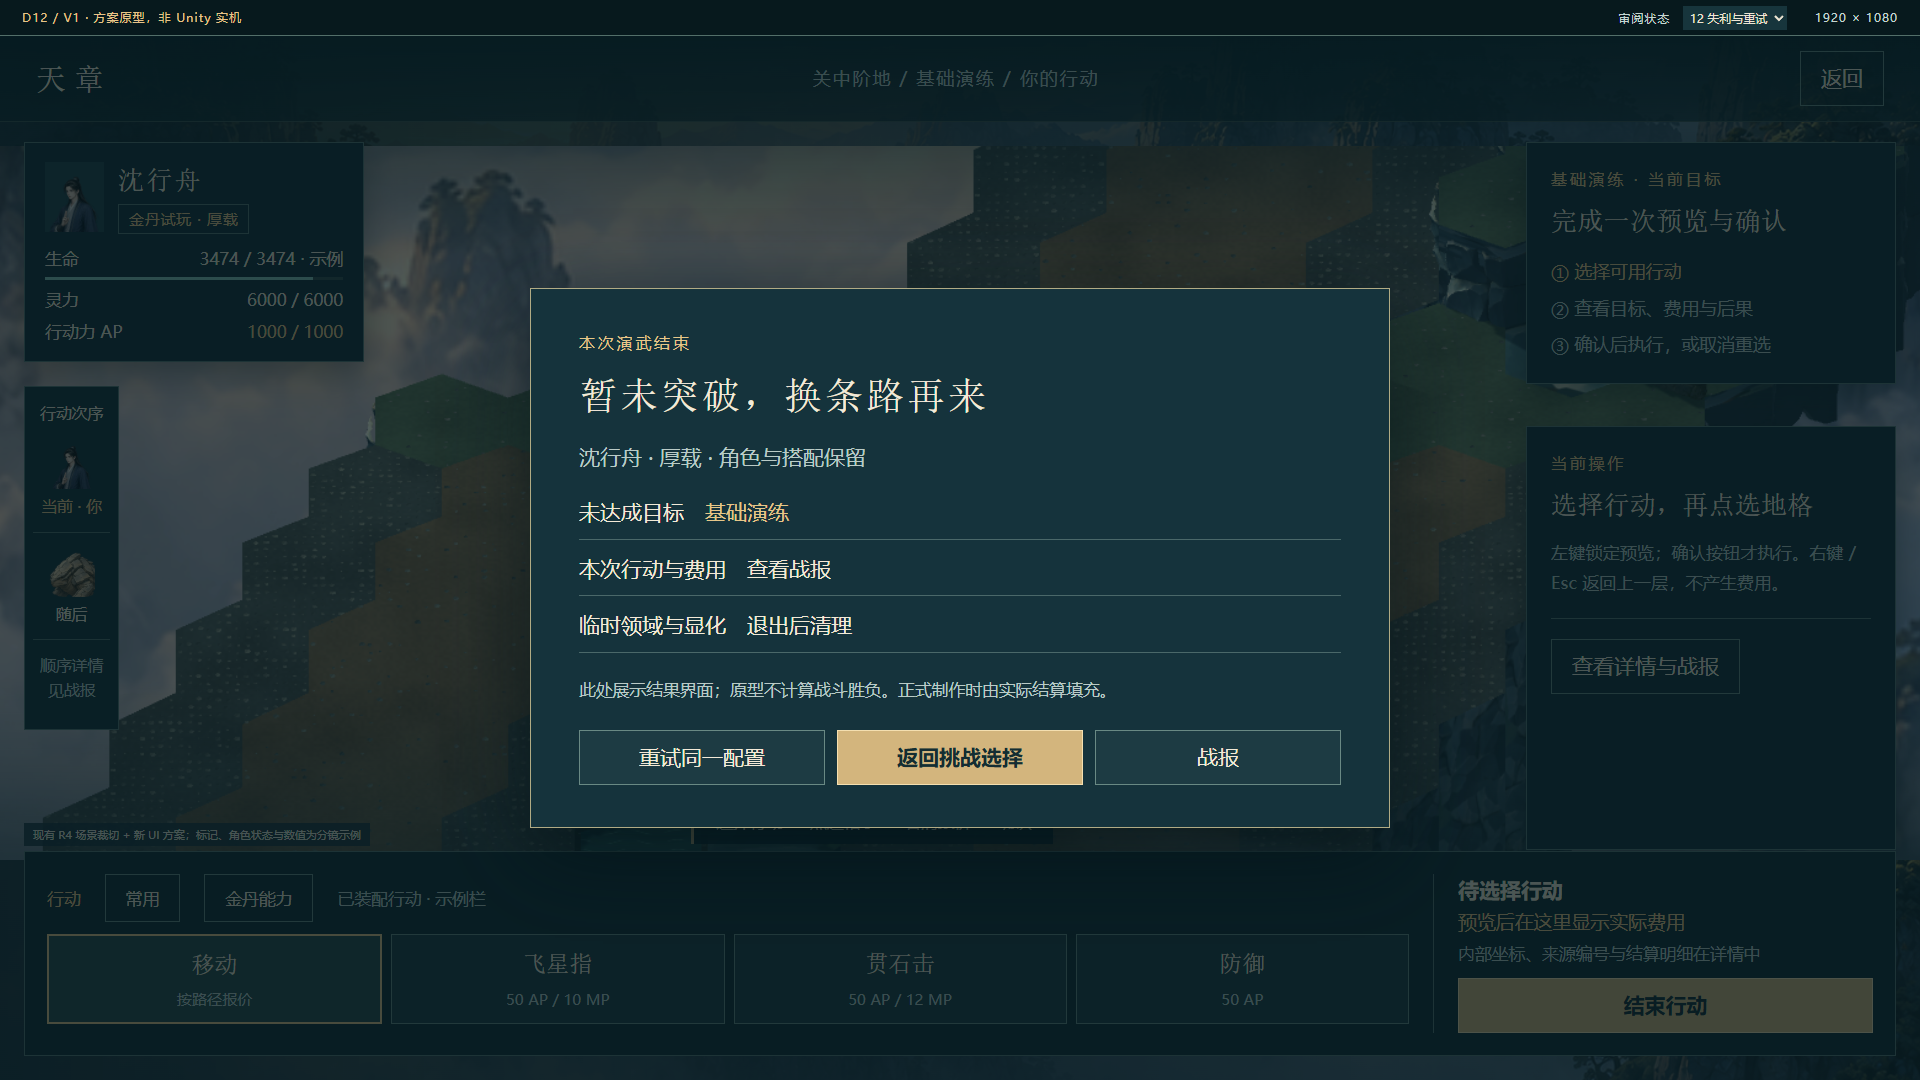 D12 / V1 · 方案原型，非 Unity 实机
审阅状态 12 失利与重试 1920 × 1080
天章
关中阶地 / 基础演练 / 你的行动
返回
沈行舟
金丹试玩 · 厚载
生命 3474 / 3474 · 示例
灵力 6000 / 6000
行动力 AP 1000 / 1000
行动次序
当前 · 你
随后
顺序详情
见战报
基础演练 · 当前目标
完成一次预览与确认
① 选择可用行动
② 查看目标、费用与后果
③ 确认后执行，或取消重选
当前操作
选择行动，再点选地格
左键锁定预览；确认按钮才执行。右键 /
Esc 返回上一层，不产生费用。
查看详情与战报
本次演武结束
暂未突破，换条路再来
沈行舟 · 厚载 · 角色与搭配保留
未达成目标 基础演练
本次行动与费用 查看战报
临时领域与显化 退出后清理
此处展示结果界面；原型不计算战斗胜负。正式制作时由实际结算填充。
重试同一配置
返回挑战选择
战报
现有 R4 场景裁切 + 新 UI 方案；标记、角色状态与数值为分镜示例
行动 常用 金丹能力 已装配行动 · 示例栏
移动
按路径报价
飞星指
50 AP / 10 MP
贯石击
50 AP / 12 MP
防御
50 AP
待选择行动
预览后在这里显示实际费用
内部坐标、来源编号与结算明细在详情中
结束行动